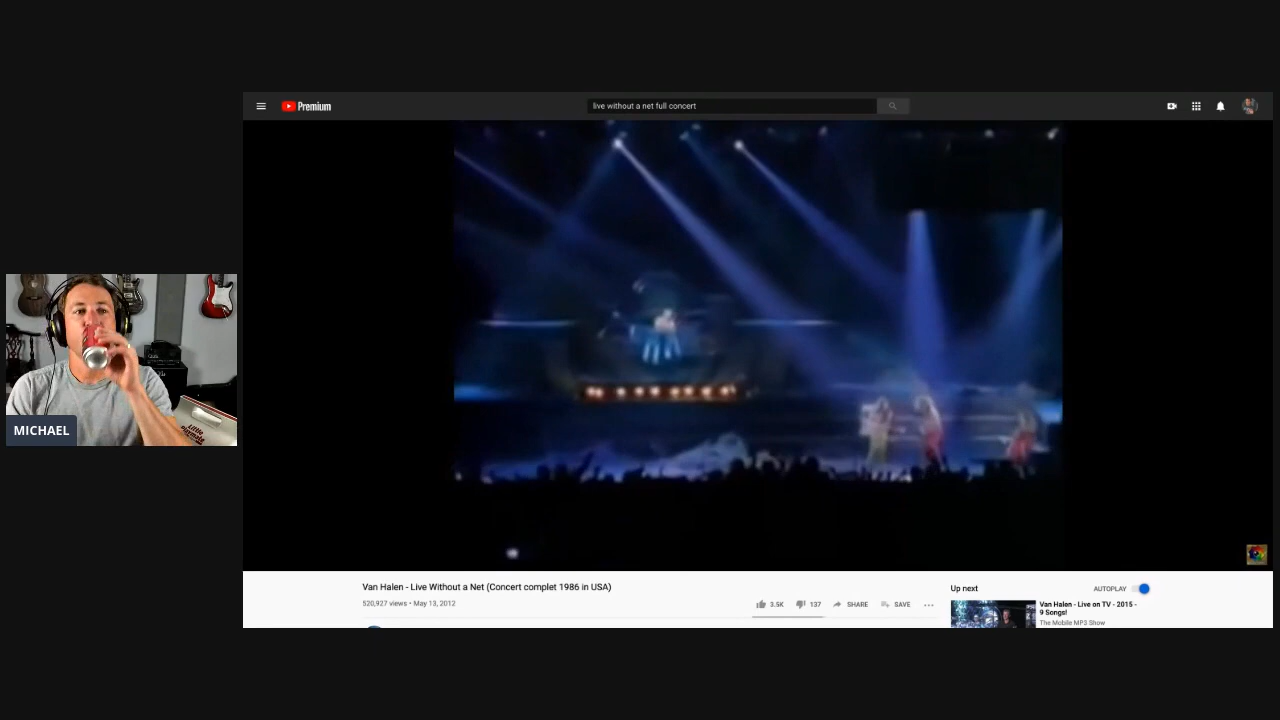 Premium
live without a net full concert
MICHAEL
Little
Van Halen - Live Without a Net (Concert complet 1986 in USA)
520,927 views • May 13, 2012
3.5K
137
SHARE
SAVE
Up next
AUTOPLAY
Van Halen - Live on TV - 2015 -
9 Songs!
The Mobile MP3 Show